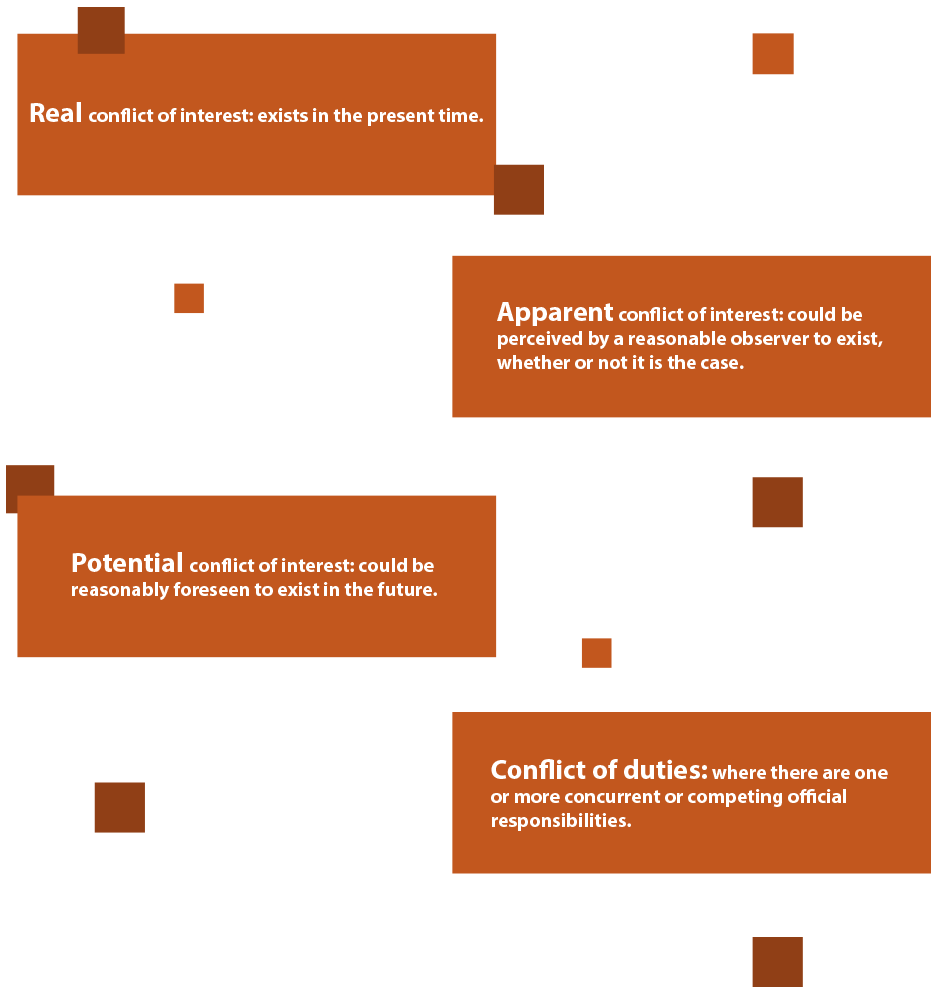 Real conflict of interest: exists in the present time.
Apparent conflict of interest: could be
perceived by a reasonable observer to exist,
whether or not it is the case.
Potential conflict of interest: could be
reasonably foreseen to exist in the future.
Conflict of duties: where there are one
or more concurrent or competing official
responsibilities.